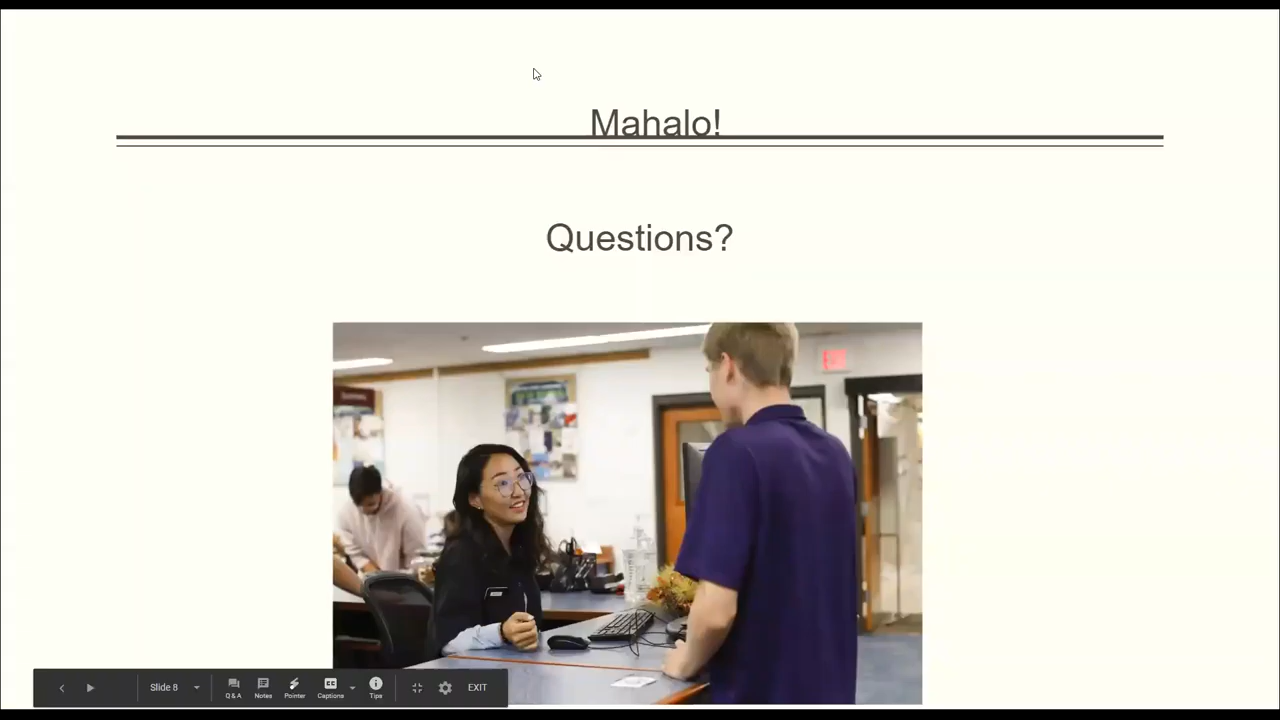 Mahalo!
Questions?
Slide 8
Q & A
Notes
Pointer
Captions
Tips
EXIT